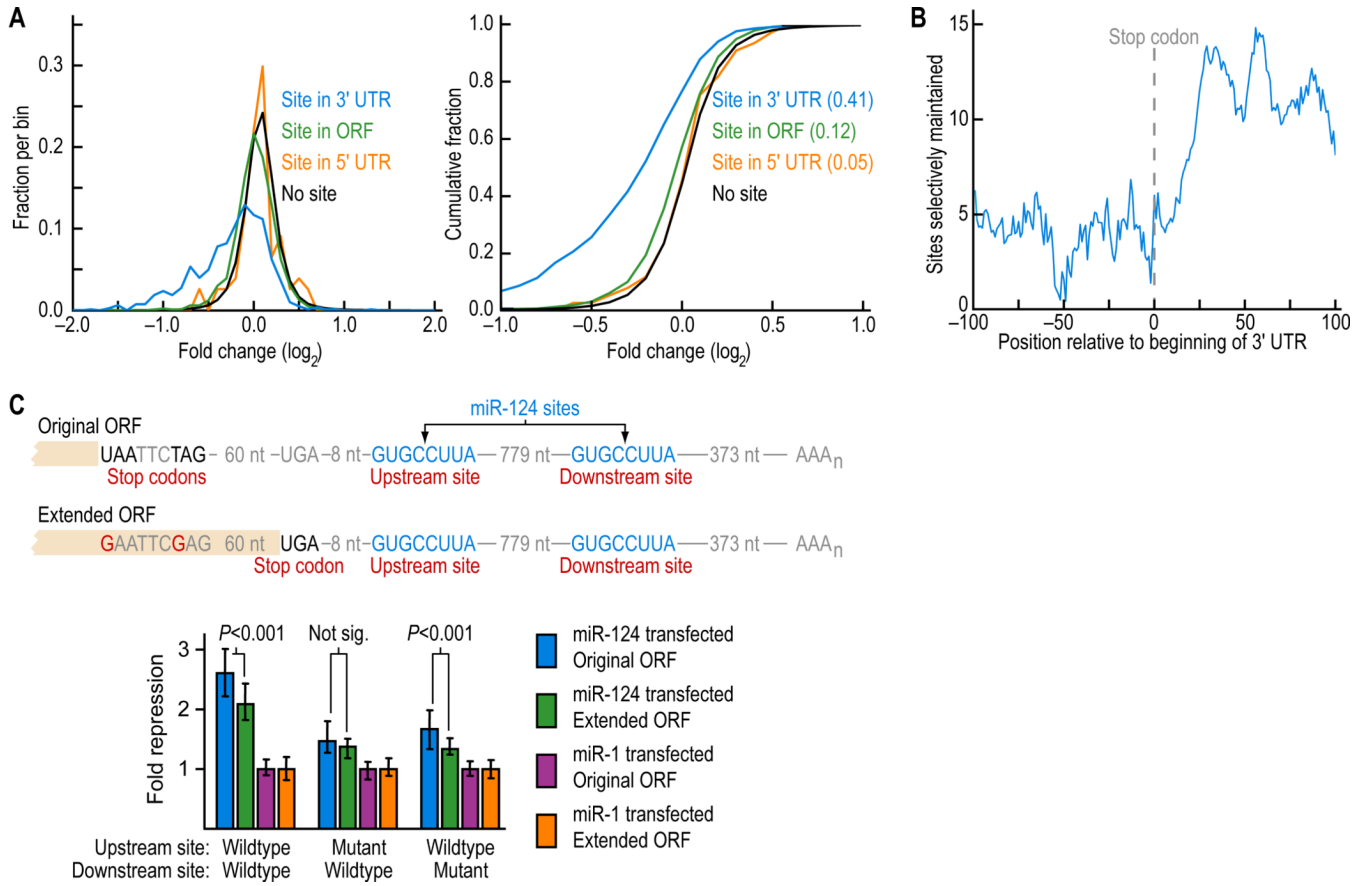 A
0.3
0.2
0.1
0.0
Fraction per bin
Site in 3' UTR
Site in ORF
Site in 5' UTR
No site
−2.0
−1.0
0.0
1.0
2.0
Fold change (log2)
1.0
0.8
0.6
0.4
0.2
0.0
Cumulative fraction
Site in 3' UTR (0.41)
Site in ORF (0.12)
Site in 5' UTR (0.05)
No site
−1.0
−0.5
0.0
0.5
1.0
Fold change (log2)
B
15
10
5
0
Sites selectively maintained
Stop codon
−100
−50
0
50
100
Position relative to beginning of 3' UTR
C
miR-124 sites
Original ORF
UAATTCTAG 60 nt UGA 8 nt GUGCCUUA 779 nt GUGCCUUA 373 nt AAAn
Stop codons Upstream site Downstream site
Extended ORF
GAATTCGAG 60 nt UGA 8 nt GUGCCUUA 779 nt GUGCCUUA 373 nt AAAn
Stop codon Upstream site Downstream site
P<0.001 Not sig. P<0.001
3
2
1
Fold repression
Upstream site: Wildtype Mutant Wildtype
Downstream site: Wildtype Wildtype Mutant
miR-124 transfected
Original ORF
miR-124 transfected
Extended ORF
miR-1 transfected
Original ORF
miR-1 transfected
Extended ORF